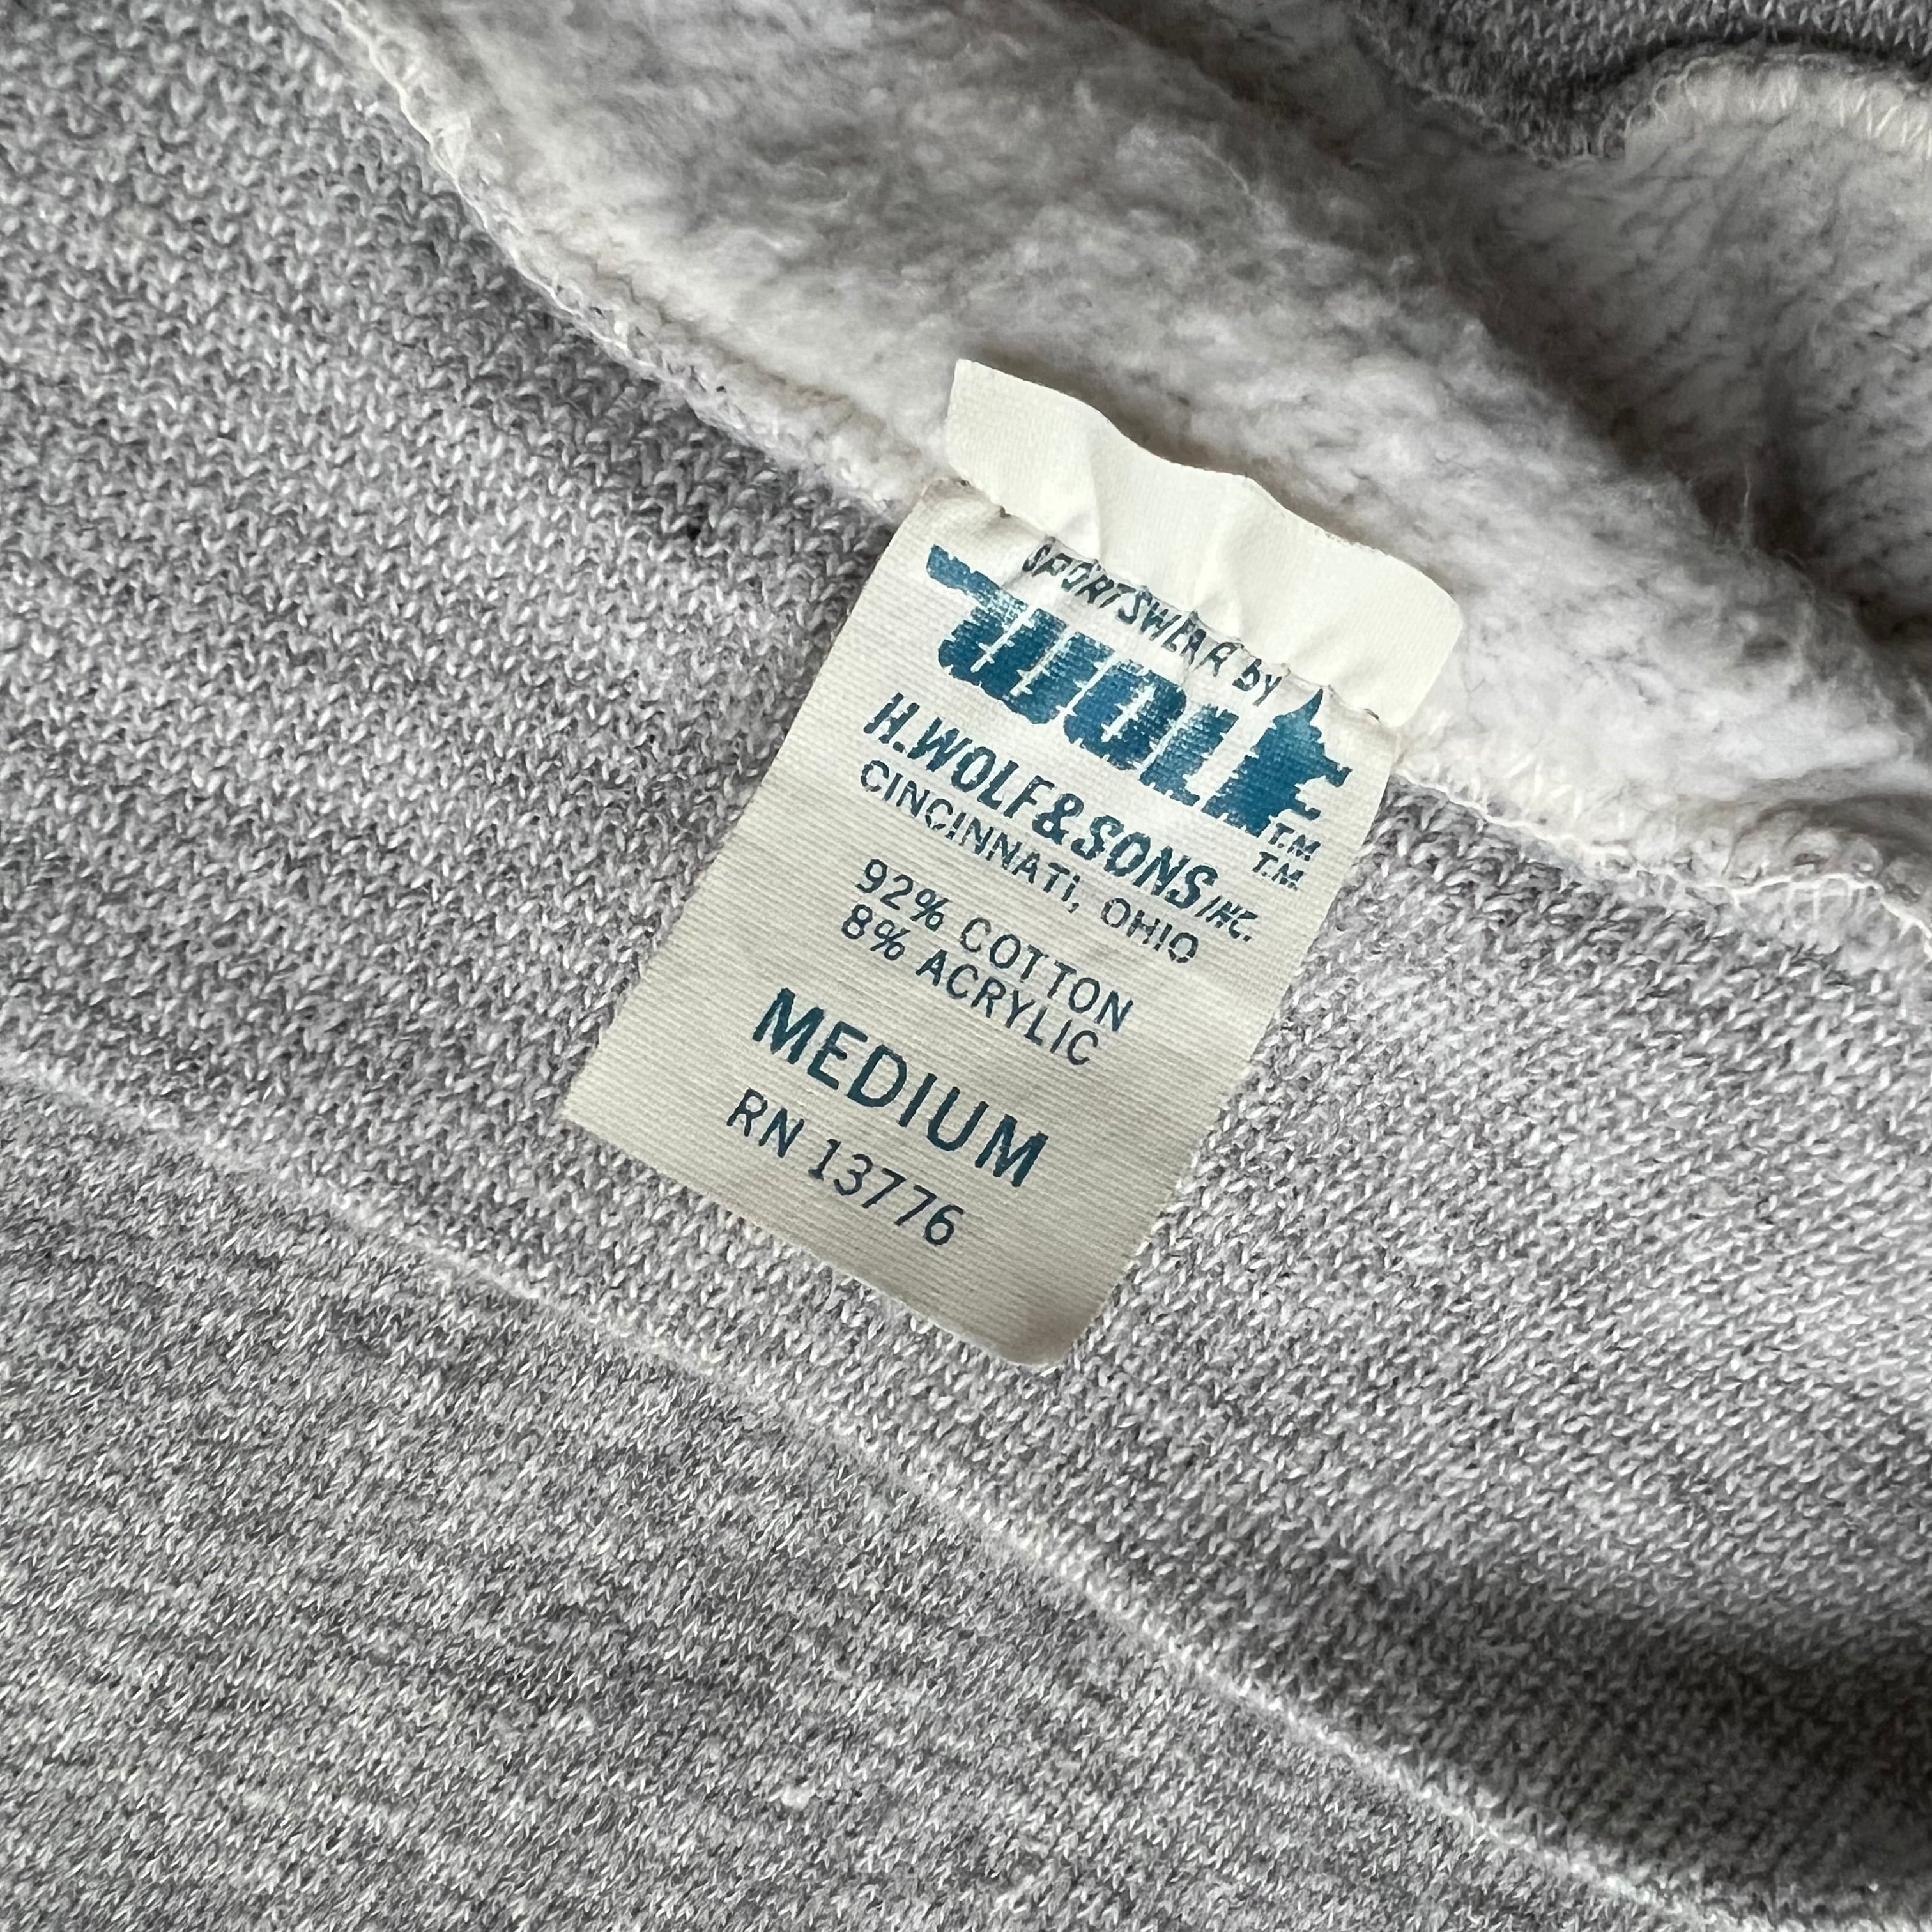 SPORTSWEAR BY
WOLF T.M.
T.M.
H. WOLF & SONS INC.
CINCINNATI, OHIO
92% COTTON
8% ACRYLIC
MEDIUM
RN 13776